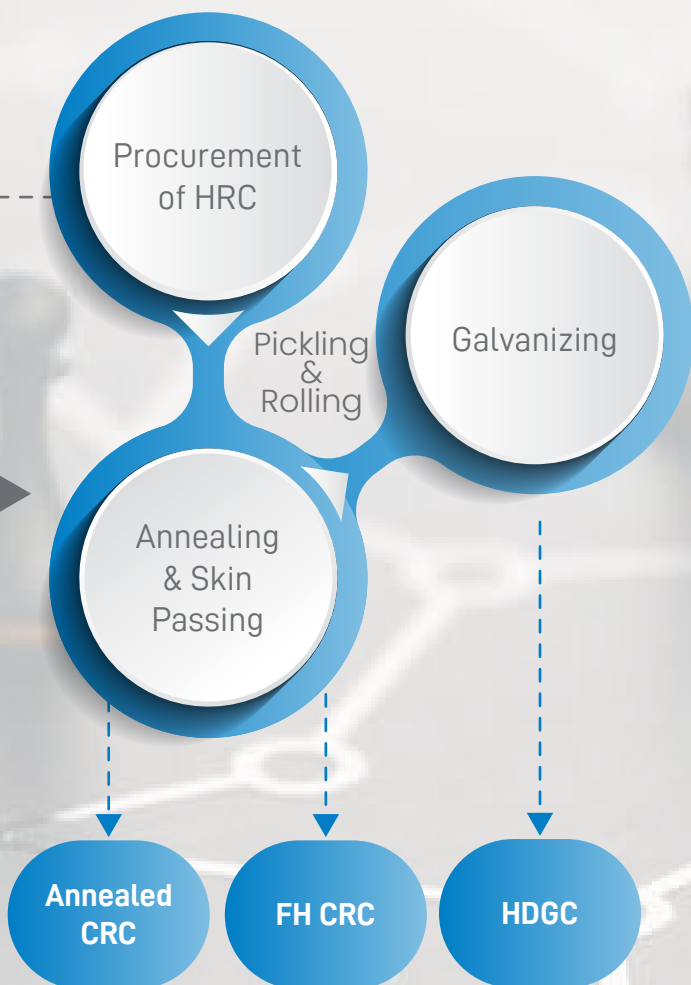 Procurement
of HRC
Pickling
&
Rolling
Galvanizing
Annealing
& Skin
Passing
Annealed
CRC
FH CRC
HDGC